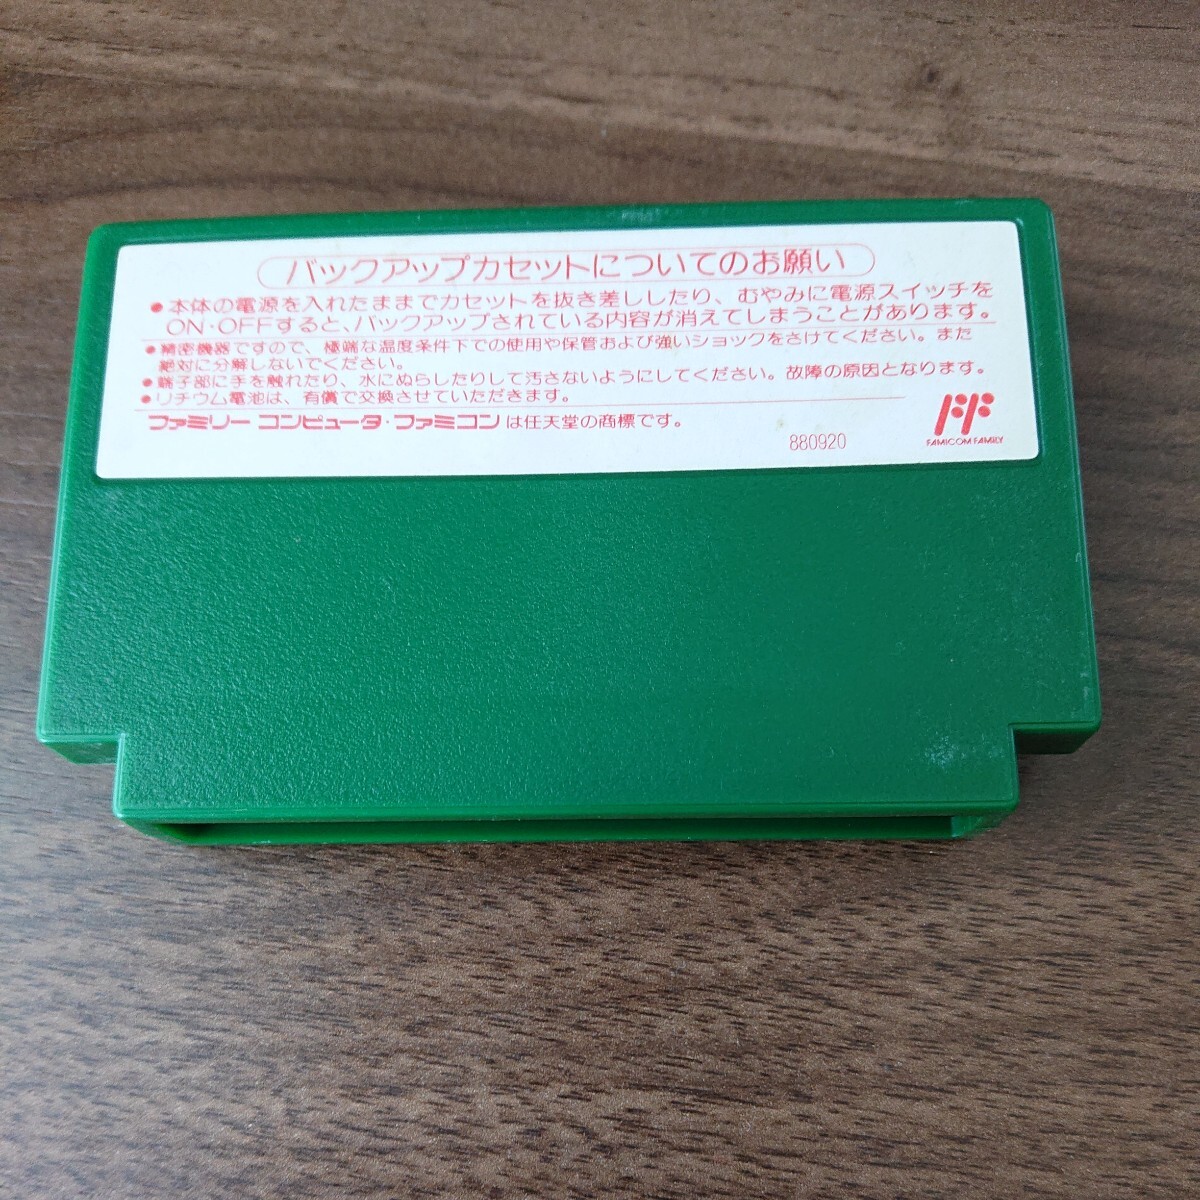 バックアップカセットについてのお願い
●本体の電源を入れたままでカセットを抜き差ししたり、むやみに電源スイッチを
ON・OFFすると、バックアップされている内容が消えてしまうことがあります。
●精密機器ですので、極端な温度条件下での使用や保管および強いショックをさけてください。また
絶対に分解しないでください。
●端子部に手を触れたり、水にぬらしたりして汚さないようにしてください。故障の原因となります。
●リチウム電池は、有償で交換させていただきます。
ファミリー コンピュータ・ファミコン は任天堂の商標です。
880920
FF
FAMICOM FAMILY